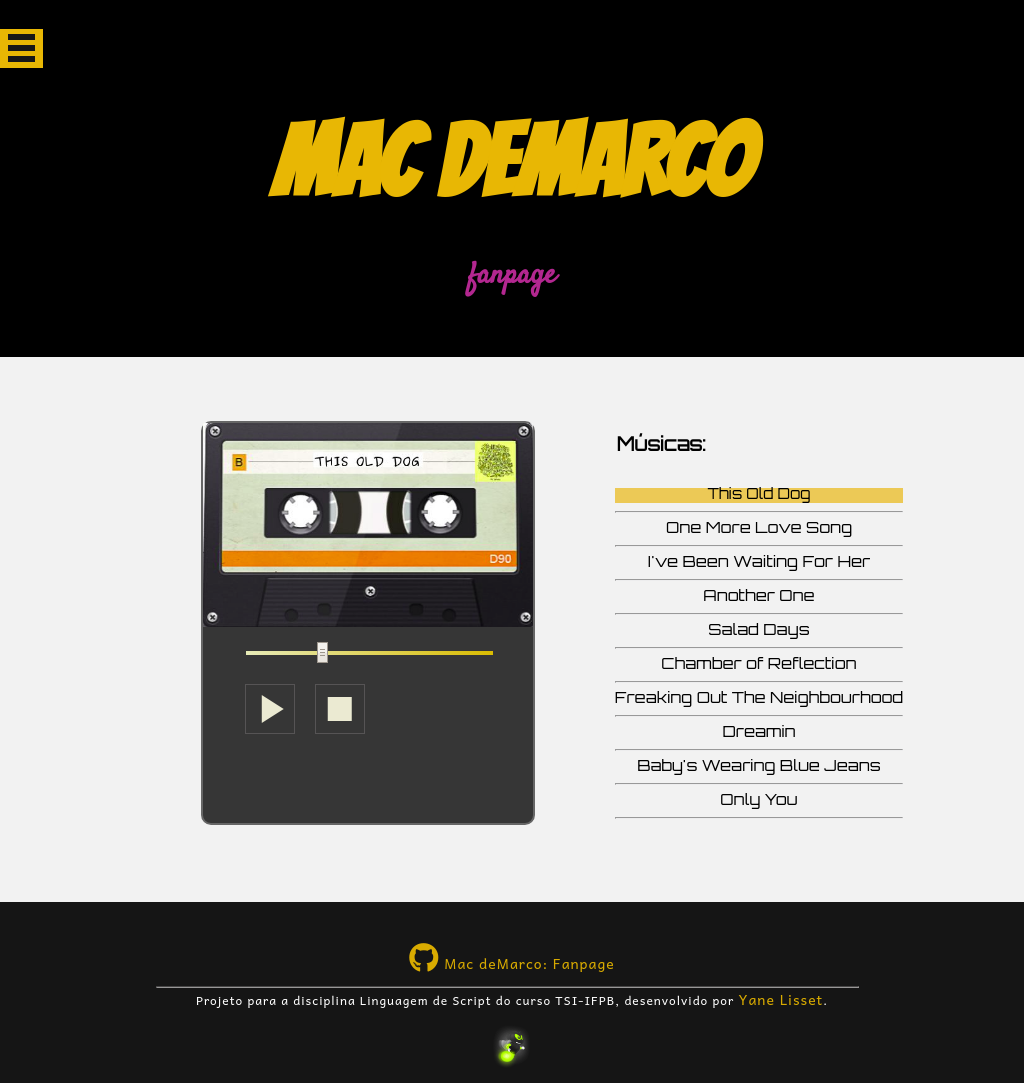 MAC DEMARCO
fanpage
B
THIS OLD DOG
D90
Músicas:
This Old Dog
One More Love Song
I've Been Waiting For Her
Another One
Salad Days
Chamber of Reflection
Freaking Out The Neighbourhood
Dreamin
Baby's Wearing Blue Jeans
Only You
Mac deMarco: Fanpage
Projeto para a disciplina Linguagem de Script do curso TSI-IFPB, desenvolvido por Yane Lisset.